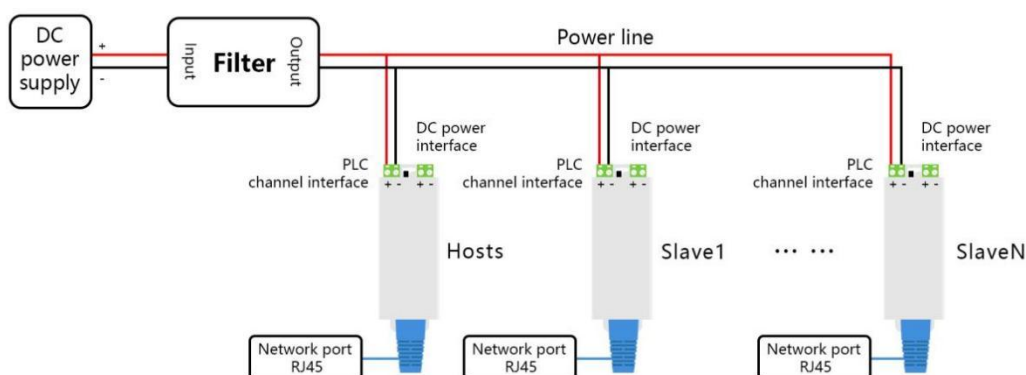 DC
power
supply
+
-
Input
Filter
Output
Power line
DC power
interface
PLC
channel interface
+ - + -
Hosts
DC power
interface
PLC
channel interface
+ - + -
Slave1
... ...
DC power
interface
PLC
channel interface
+ - + -
SlaveN
Network port
RJ45
Network port
RJ45
Network port
RJ45